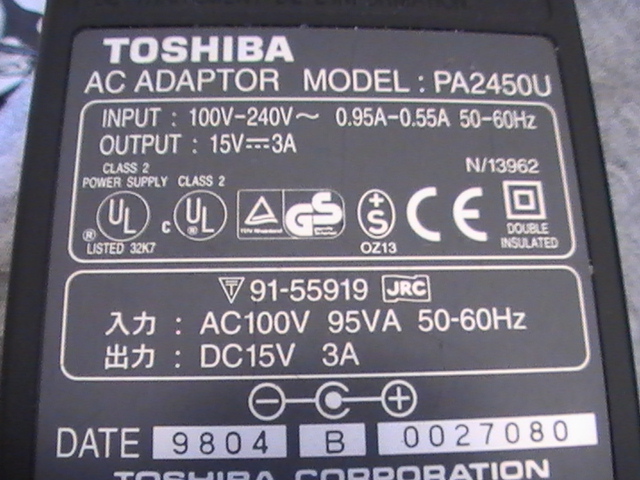 TOSHIBA
AC ADAPTOR MODEL : PA2450U
INPUT : 100V-240V～ 0.95A-0.55A 50-60Hz
OUTPUT : 15V⎓3A
N/13962
CLASS 2
POWER SUPPLY CLASS 2
UL c UL GS S CE
DOUBLE
INSULATED
LISTED 32K7 OZ13
T 91-55919 JRC
入力 : AC100V 95VA 50-60Hz
出力 : DC15V 3A
DATE 9804 B 0027080
TOSHIBA CORPORATION